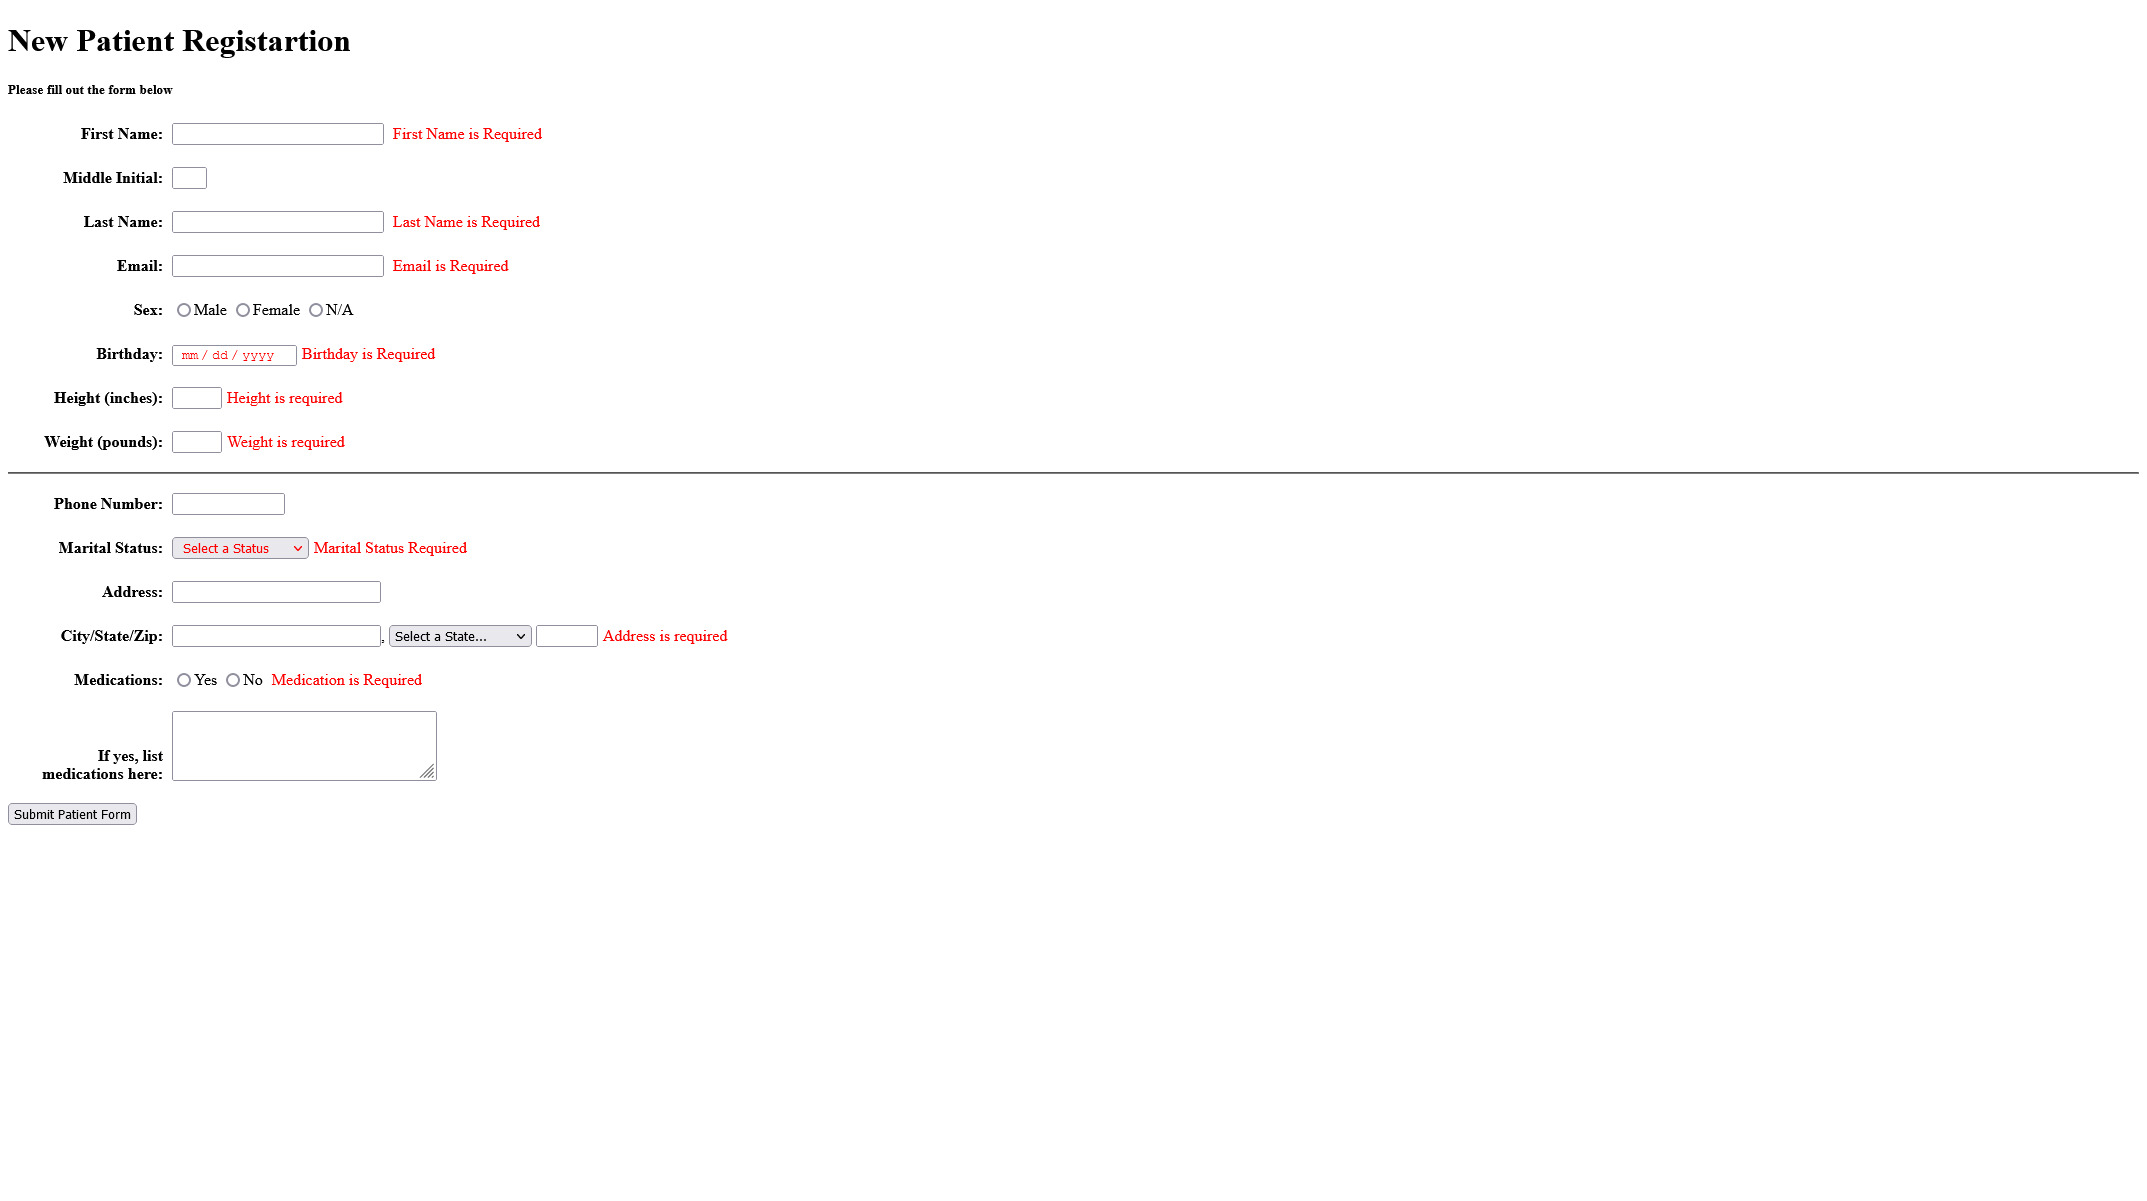 New Patient Registartion
Please fill out the form below
First Name: First Name is Required
Middle Initial:
Last Name: Last Name is Required
Email: Email is Required
Sex: Male Female N/A
Birthday: mm / dd / yyyy Birthday is Required
Height (inches): Height is required
Weight (pounds): Weight is required
Phone Number:
Marital Status: Select a Status Marital Status Required
Address:
City/State/Zip: , Select a State... Address is required
Medications: Yes No Medication is Required
If yes, list
medications here:
Submit Patient Form